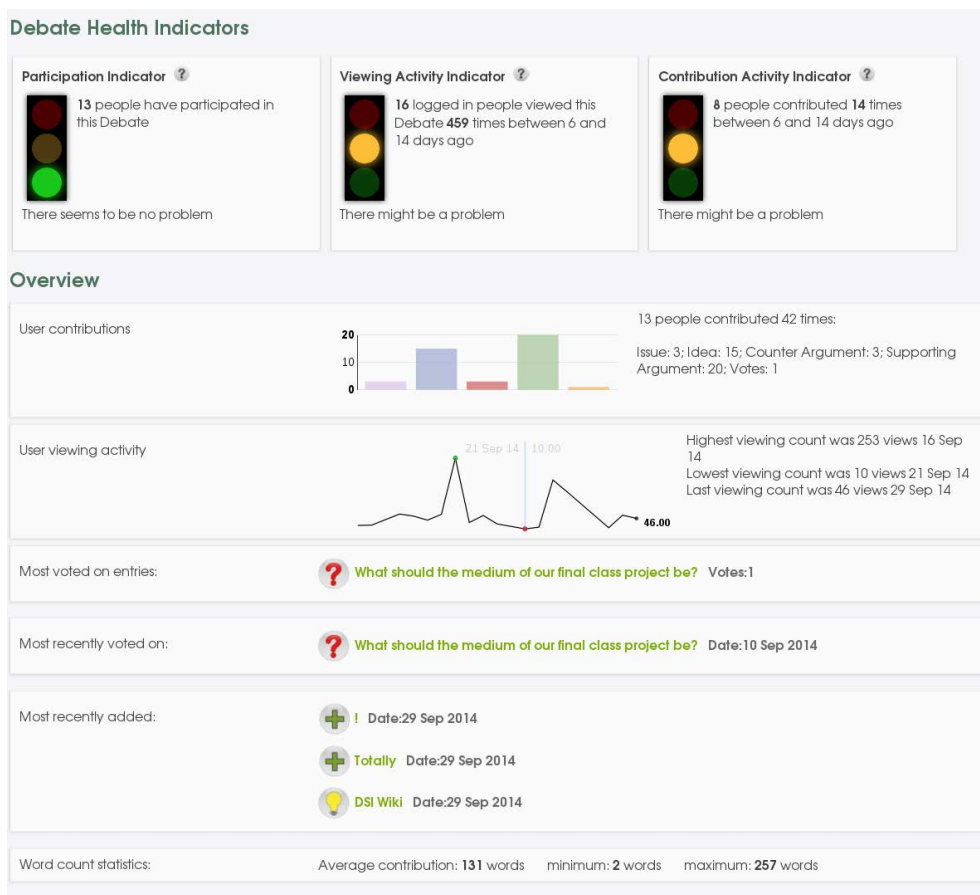 Debate Health Indicators
Participation Indicator ?
13 people have participated in
this Debate
There seems to be no problem
Viewing Activity Indicator ?
16 logged in people viewed this
Debate 459 times between 6 and
14 days ago
There might be a problem
Contribution Activity Indicator ?
8 people contributed 14 times
between 6 and 14 days ago
There might be a problem
Overview
User contributions
20
10
0
13 people contributed 42 times:
Issue: 3; Idea: 15; Counter Argument: 3; Supporting
Argument: 20; Votes: 1
User viewing activity
21 Sep 14 10.00
46.00
Highest viewing count was 253 views 16 Sep
14
Lowest viewing count was 10 views 21 Sep 14
Last viewing count was 46 views 29 Sep 14
Most voted on entries:
? What should the medium of our final class project be? Votes:1
Most recently voted on:
? What should the medium of our final class project be? Date:10 Sep 2014
Most recently added:
! Date:29 Sep 2014
Totally Date:29 Sep 2014
DSI Wiki Date:29 Sep 2014
Word count statistics:
Average contribution: 131 words minimum: 2 words maximum: 257 words